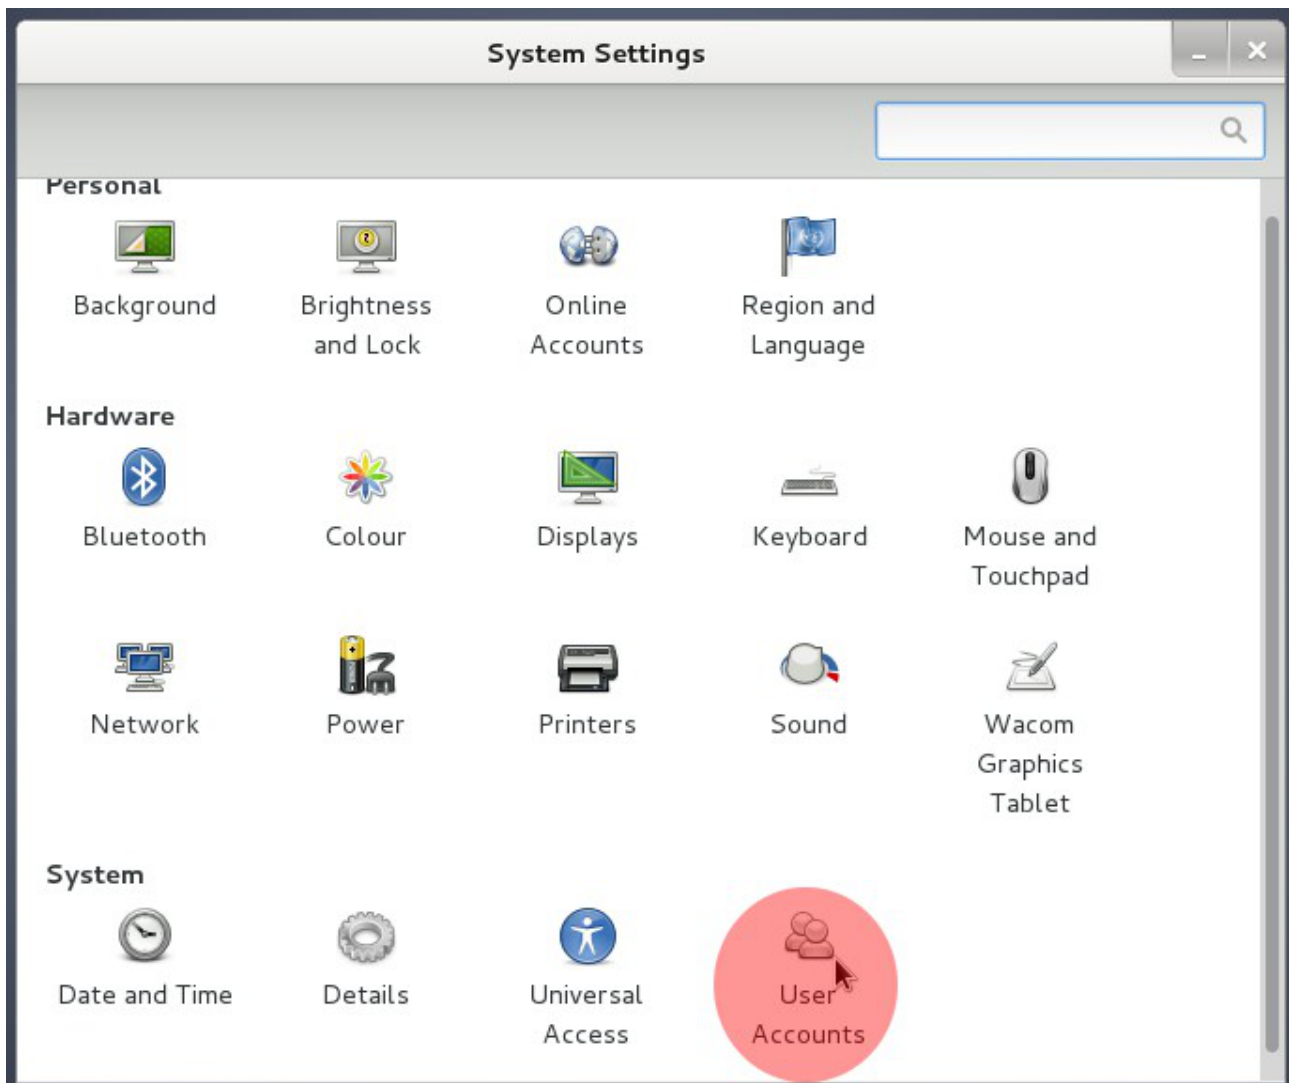 System Settings
Personal
Background
Brightness
and Lock
Online
Accounts
Region and
Language
Hardware
Bluetooth
Colour
Displays
Keyboard
Mouse and
Touchpad
Network
Power
Printers
Sound
Wacom
Graphics
Tablet
System
Date and Time
Details
Universal
Access
User
Accounts